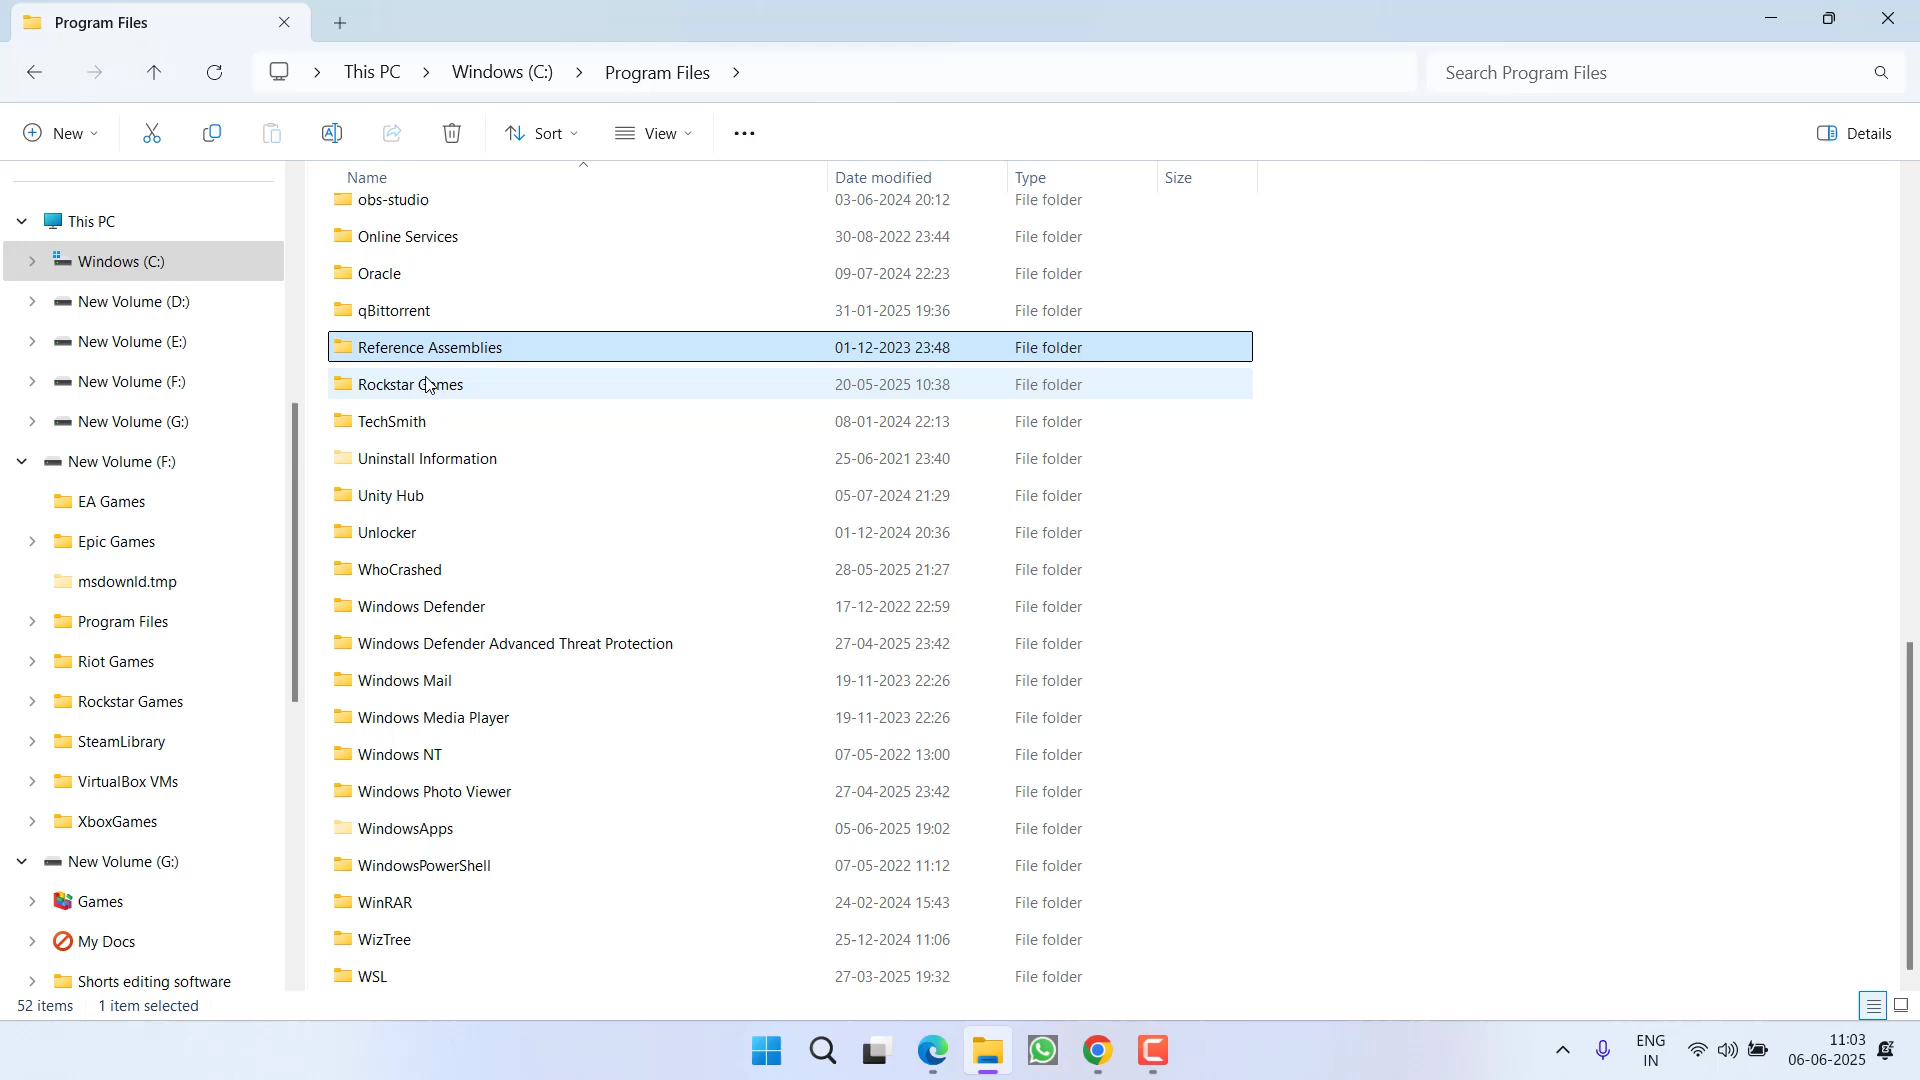 Program Files
This PC > Windows (C:) > Program Files >
Search Program Files
New
Sort
View
Details
Name Date modified Type Size
This PC
Windows (C:)
New Volume (D:)
New Volume (E:)
New Volume (F:)
New Volume (G:)
New Volume (F:)
EA Games
Epic Games
msdownld.tmp
Program Files
Riot Games
Rockstar Games
SteamLibrary
VirtualBox VMs
XboxGames
New Volume (G:)
Games
My Docs
Shorts editing software
obs-studio 03-06-2024 20:12 File folder
Online Services 30-08-2022 23:44 File folder
Oracle 09-07-2024 22:23 File folder
qBittorrent 31-01-2025 19:36 File folder
Reference Assemblies 01-12-2023 23:48 File folder
Rockstar Games 20-05-2025 10:38 File folder
TechSmith 08-01-2024 22:13 File folder
Uninstall Information 25-06-2021 23:40 File folder
Unity Hub 05-07-2024 21:29 File folder
Unlocker 01-12-2024 20:36 File folder
WhoCrashed 28-05-2025 21:27 File folder
Windows Defender 17-12-2022 22:59 File folder
Windows Defender Advanced Threat Protection 27-04-2025 23:42 File folder
Windows Mail 19-11-2023 22:26 File folder
Windows Media Player 19-11-2023 22:26 File folder
Windows NT 07-05-2022 13:00 File folder
Windows Photo Viewer 27-04-2025 23:42 File folder
WindowsApps 05-06-2025 19:02 File folder
WindowsPowerShell 07-05-2022 11:12 File folder
WinRAR 24-02-2024 15:43 File folder
WizTree 25-12-2024 11:06 File folder
WSL 27-03-2025 19:32 File folder
52 items 1 item selected
ENG
IN
11:03
06-06-2025